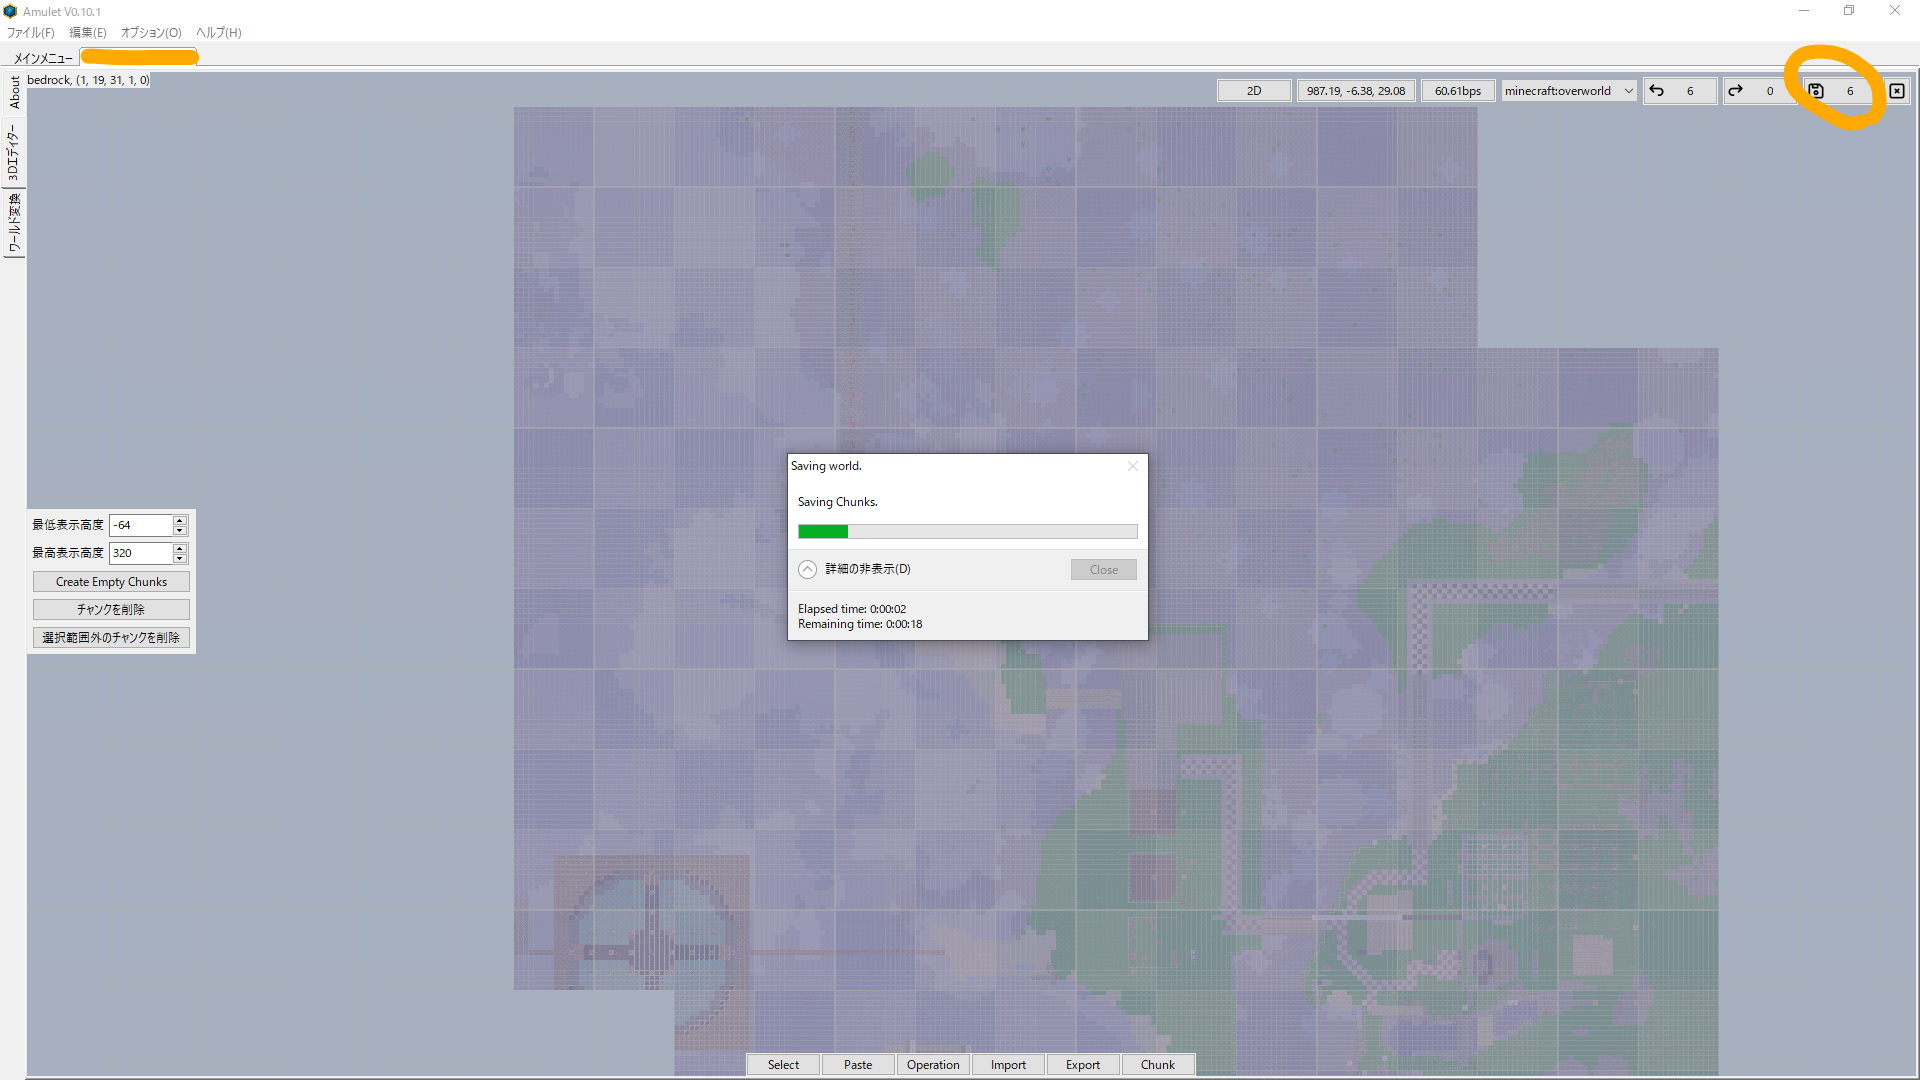 Amulet V0.10.1
ファイル(F) 編集(E) オプション(O) ヘルプ(H)
メインメニュー
About
3Dエディター
ワールド変換
bedrock, (1, 19, 31, 1, 0)
2D 987.19, -6.38, 29.08 60.61bps minecraft:overworld 6 0 6
Saving world.
Saving Chunks.
詳細の非表示(D) Close
Elapsed time: 0:00:02
Remaining time: 0:00:18
最低表示高度 -64
最高表示高度 320
Create Empty Chunks
チャンクを削除
選択範囲外のチャンクを削除
Select Paste Operation Import Export Chunk